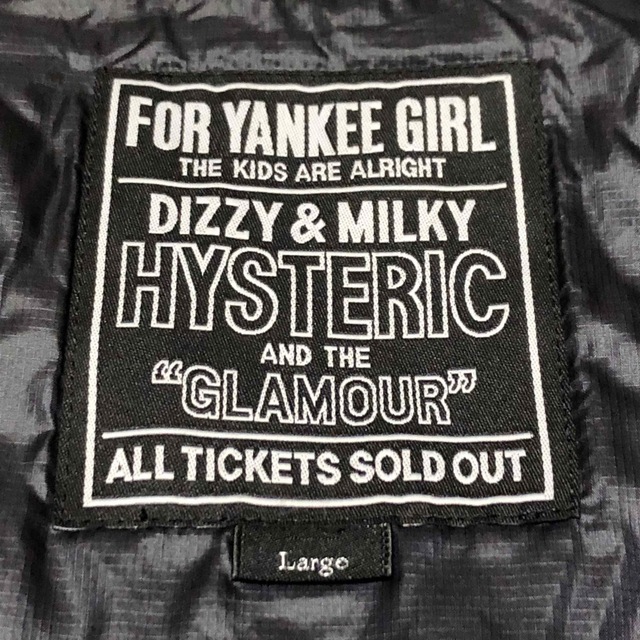 FOR YANKEE GIRL
THE KIDS ARE ALRIGHT
DIZZY & MILKY
HYSTERIC
AND THE
“GLAMOUR”
ALL TICKETS SOLD OUT
Large